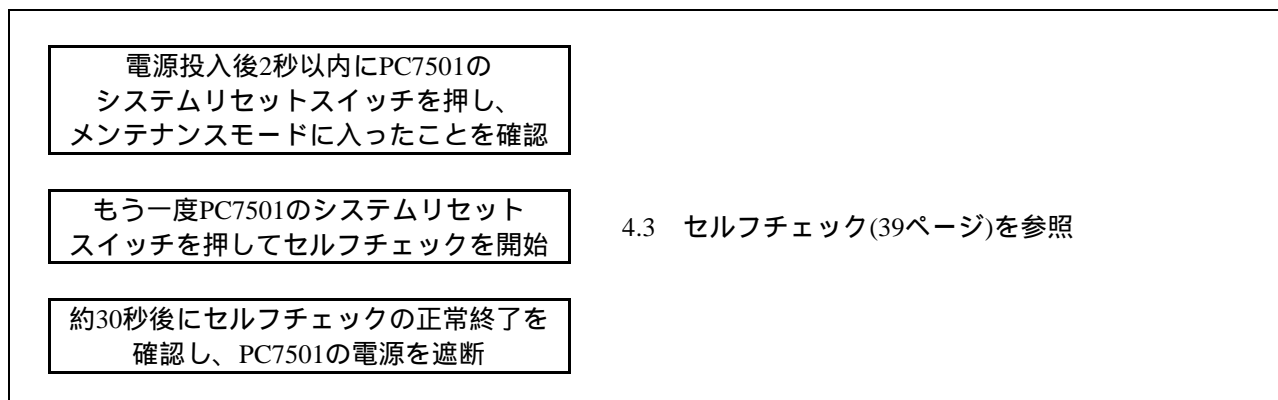 電源投入後2秒以内にPC7501の
システムリセットスイッチを押し、
メンテナンスモードに入ったことを確認
もう一度PC7501のシステムリセット
スイッチを押してセルフチェックを開始
4.3 セルフチェック(39ページ)を参照
約30秒後にセルフチェックの正常終了を
確認し、PC7501の電源を遮断